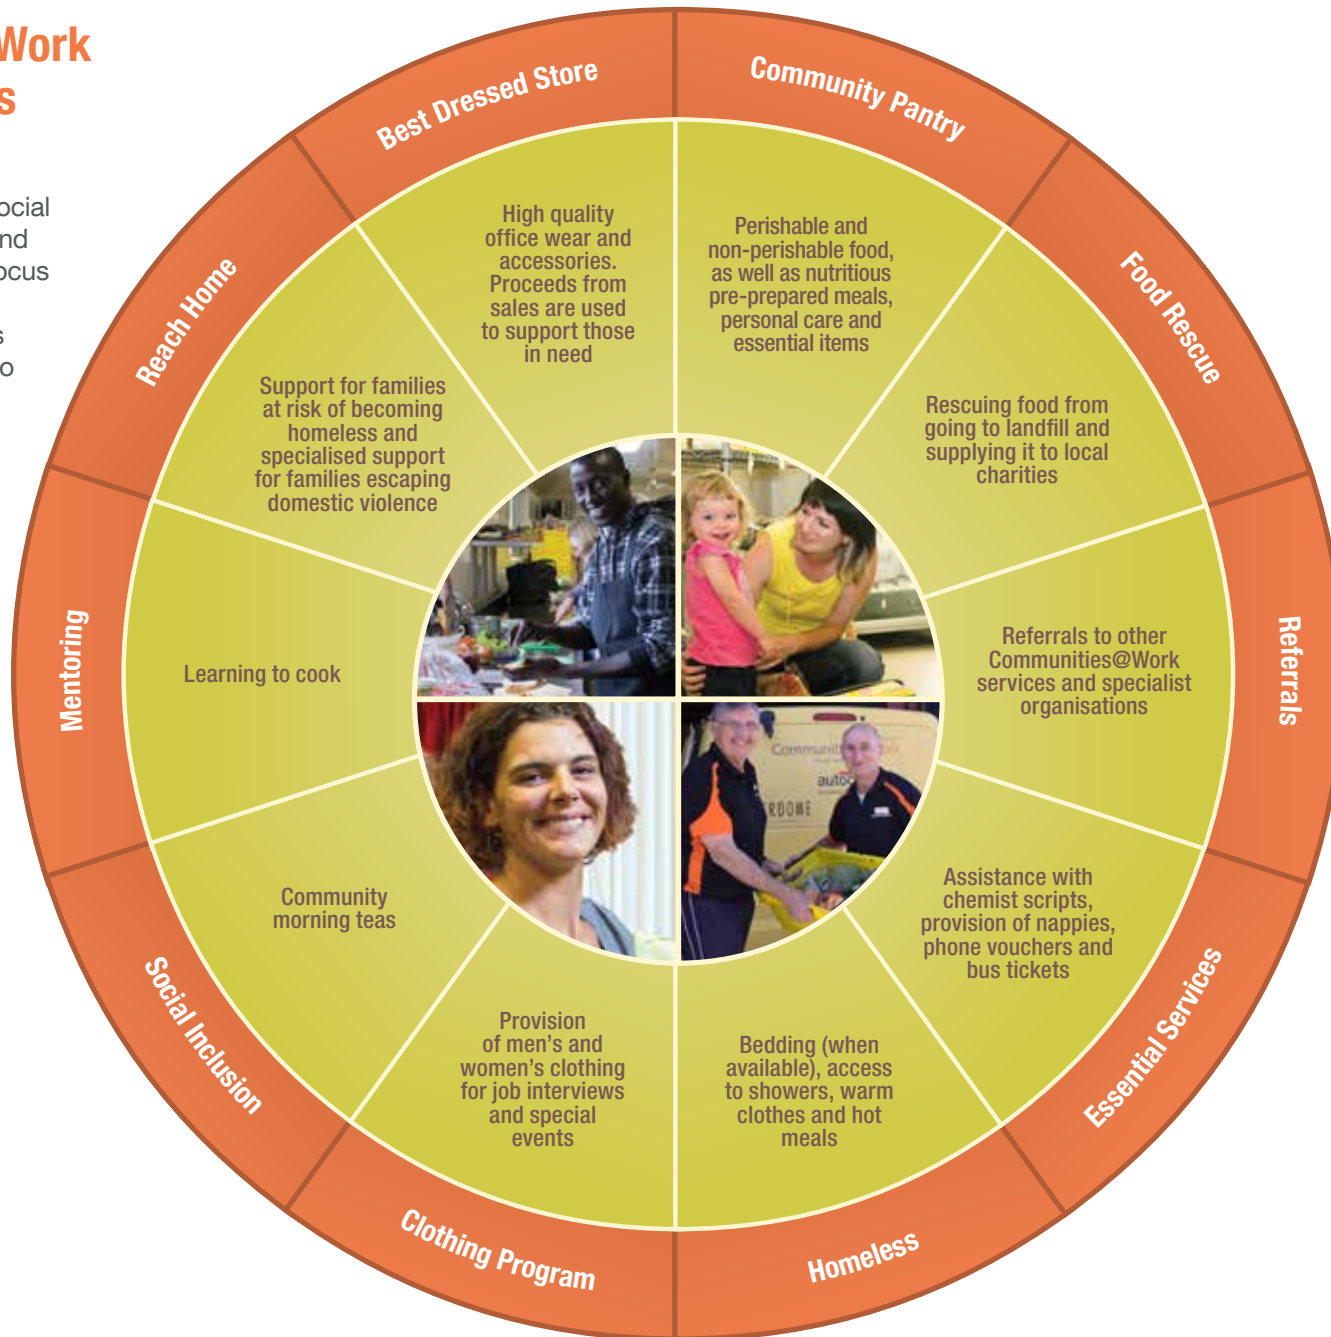 Work
s
ocial
nd
ocus
s
o
Best Dressed Store
High quality
office wear and
accessories.
Proceeds from
sales are used
to support those
in need
Community Pantry
Perishable and
non-perishable food,
as well as nutritious
pre-prepared meals,
personal care and
essential items
Food Rescue
Rescuing food from
going to landfill and
supplying it to local
charities
Referrals
Referrals to other
Communities@Work
services and specialist
organisations
Essential Services
Assistance with
chemist scripts,
provision of nappies,
phone vouchers and
bus tickets
Homeless
Bedding (when
available), access
to showers, warm
clothes and hot
meals
Clothing Program
Provision
of men's and
women's clothing
for job interviews
and special
events
Social Inclusion
Community
morning teas
Mentoring
Learning to cook
Reach Home
Support for families
at risk of becoming
homeless and
specialised support
for families escaping
domestic violence